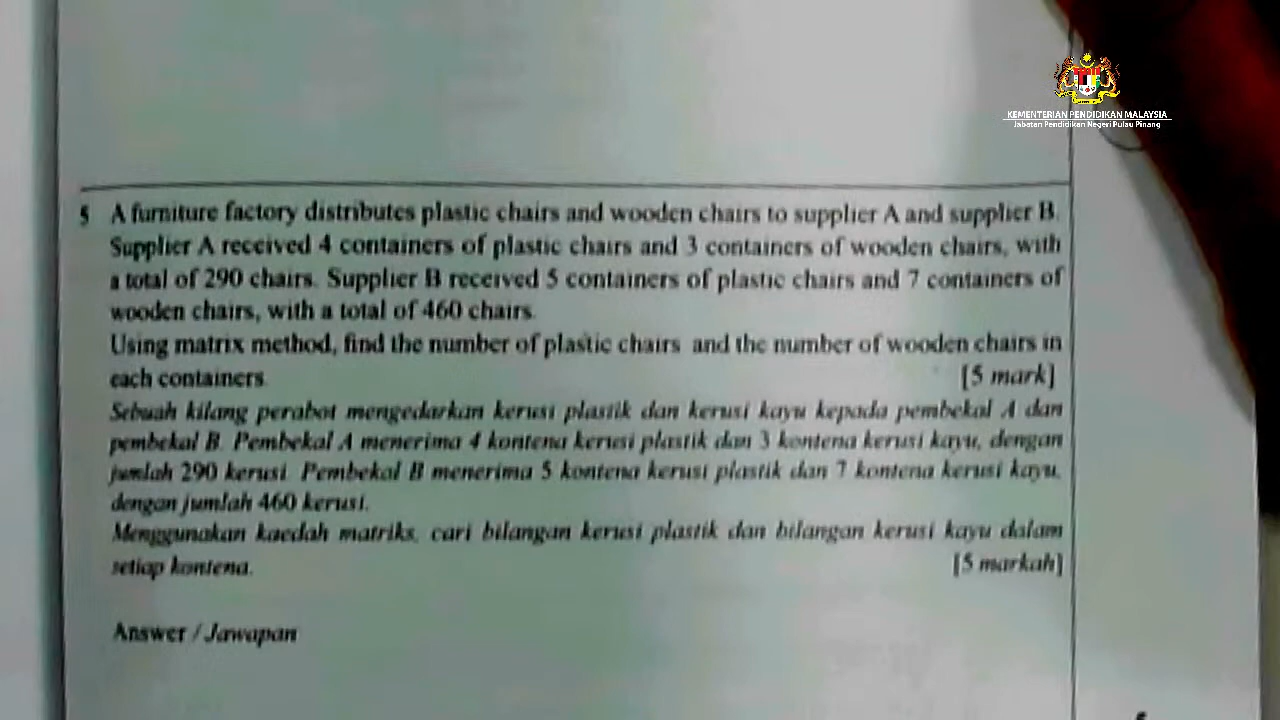 KEMENTERIAN PENDIDIKAN MALAYSIA
Jabatan Pendidikan Negeri Pulau Pinang
5 A furniture factory distributes plastic chairs and wooden chairs to supplier A and supplier B.
Supplier A received 4 containers of plastic chairs and 3 containers of wooden chairs, with
a total of 290 chairs. Supplier B received 5 containers of plastic chairs and 7 containers of
wooden chairs, with a total of 460 chairs.
Using matrix method, find the number of plastic chairs and the number of wooden chairs in
each containers. [5 mark]
Sebuah kilang perabot mengedarkan kerusi plastik dan kerusi kayu kepada pembekal A dan
pembekal B. Pembekal A menerima 4 kontena kerusi plastik dan 3 kontena kerusi kayu, dengan
jumlah 290 kerusi. Pembekal B menerima 5 kontena kerusi plastik dan 7 kontena kerusi kayu,
dengan jumlah 460 kerusi.
Menggunakan kaedah matriks, cari bilangan kerusi plastik dan bilangan kerusi kayu dalam
setiap kontena. [5 markah]
Answer / Jawapan